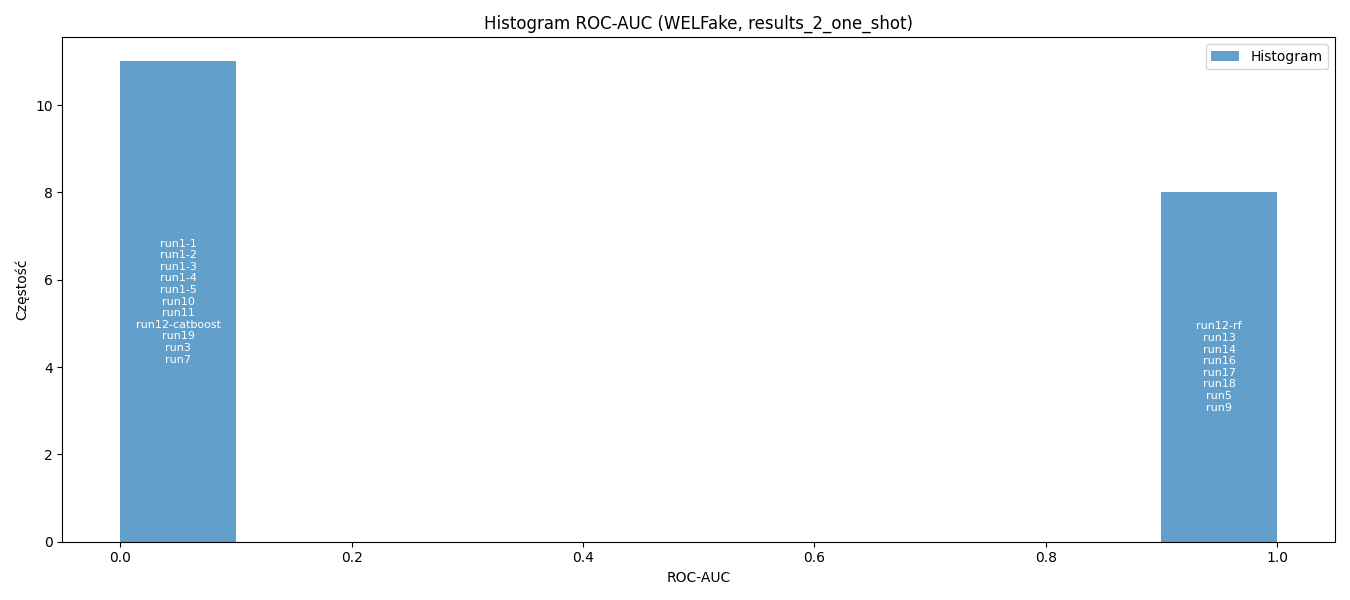 Histogram ROC-AUC (WELFake, results_2_one_shot)
Histogram
Częstość
10
8
6
4
2
0
run1-1
run1-2
run1-3
run1-4
run1-5
run10
run11
run12-catboost
run19
run3
run7
run12-rf
run13
run14
run16
run17
run18
run5
run9
0.0 0.2 0.4 0.6 0.8 1.0
ROC-AUC